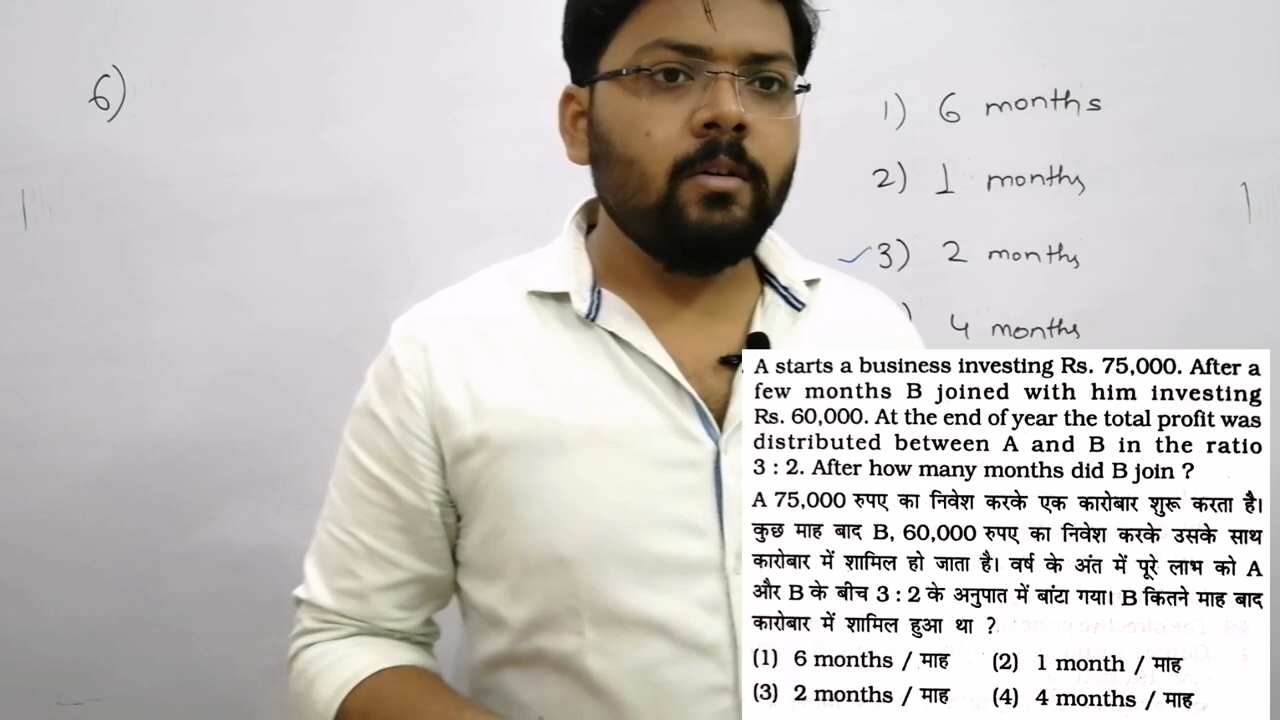 6)
1) 6 months
2) 1 months
3) 2 months
) 4 months
A starts a business investing Rs. 75,000. After a
few months B joined with him investing
Rs. 60,000. At the end of year the total profit was
distributed between A and B in the ratio
3 : 2. After how many months did B join ?
A 75,000 रुपए का निवेश करके एक कारोबार शुरू करता है।
कुछ माह बाद B, 60,000 रुपए का निवेश करके उसके साथ
कारोबार में शामिल हो जाता है। वर्ष के अंत में पूरे लाभ को A
और B के बीच 3 : 2 के अनुपात में बांटा गया। B कितने माह बाद
कारोबार में शामिल हुआ था ?
(1) 6 months / माह (2) 1 month / माह
(3) 2 months / माह (4) 4 months / माह